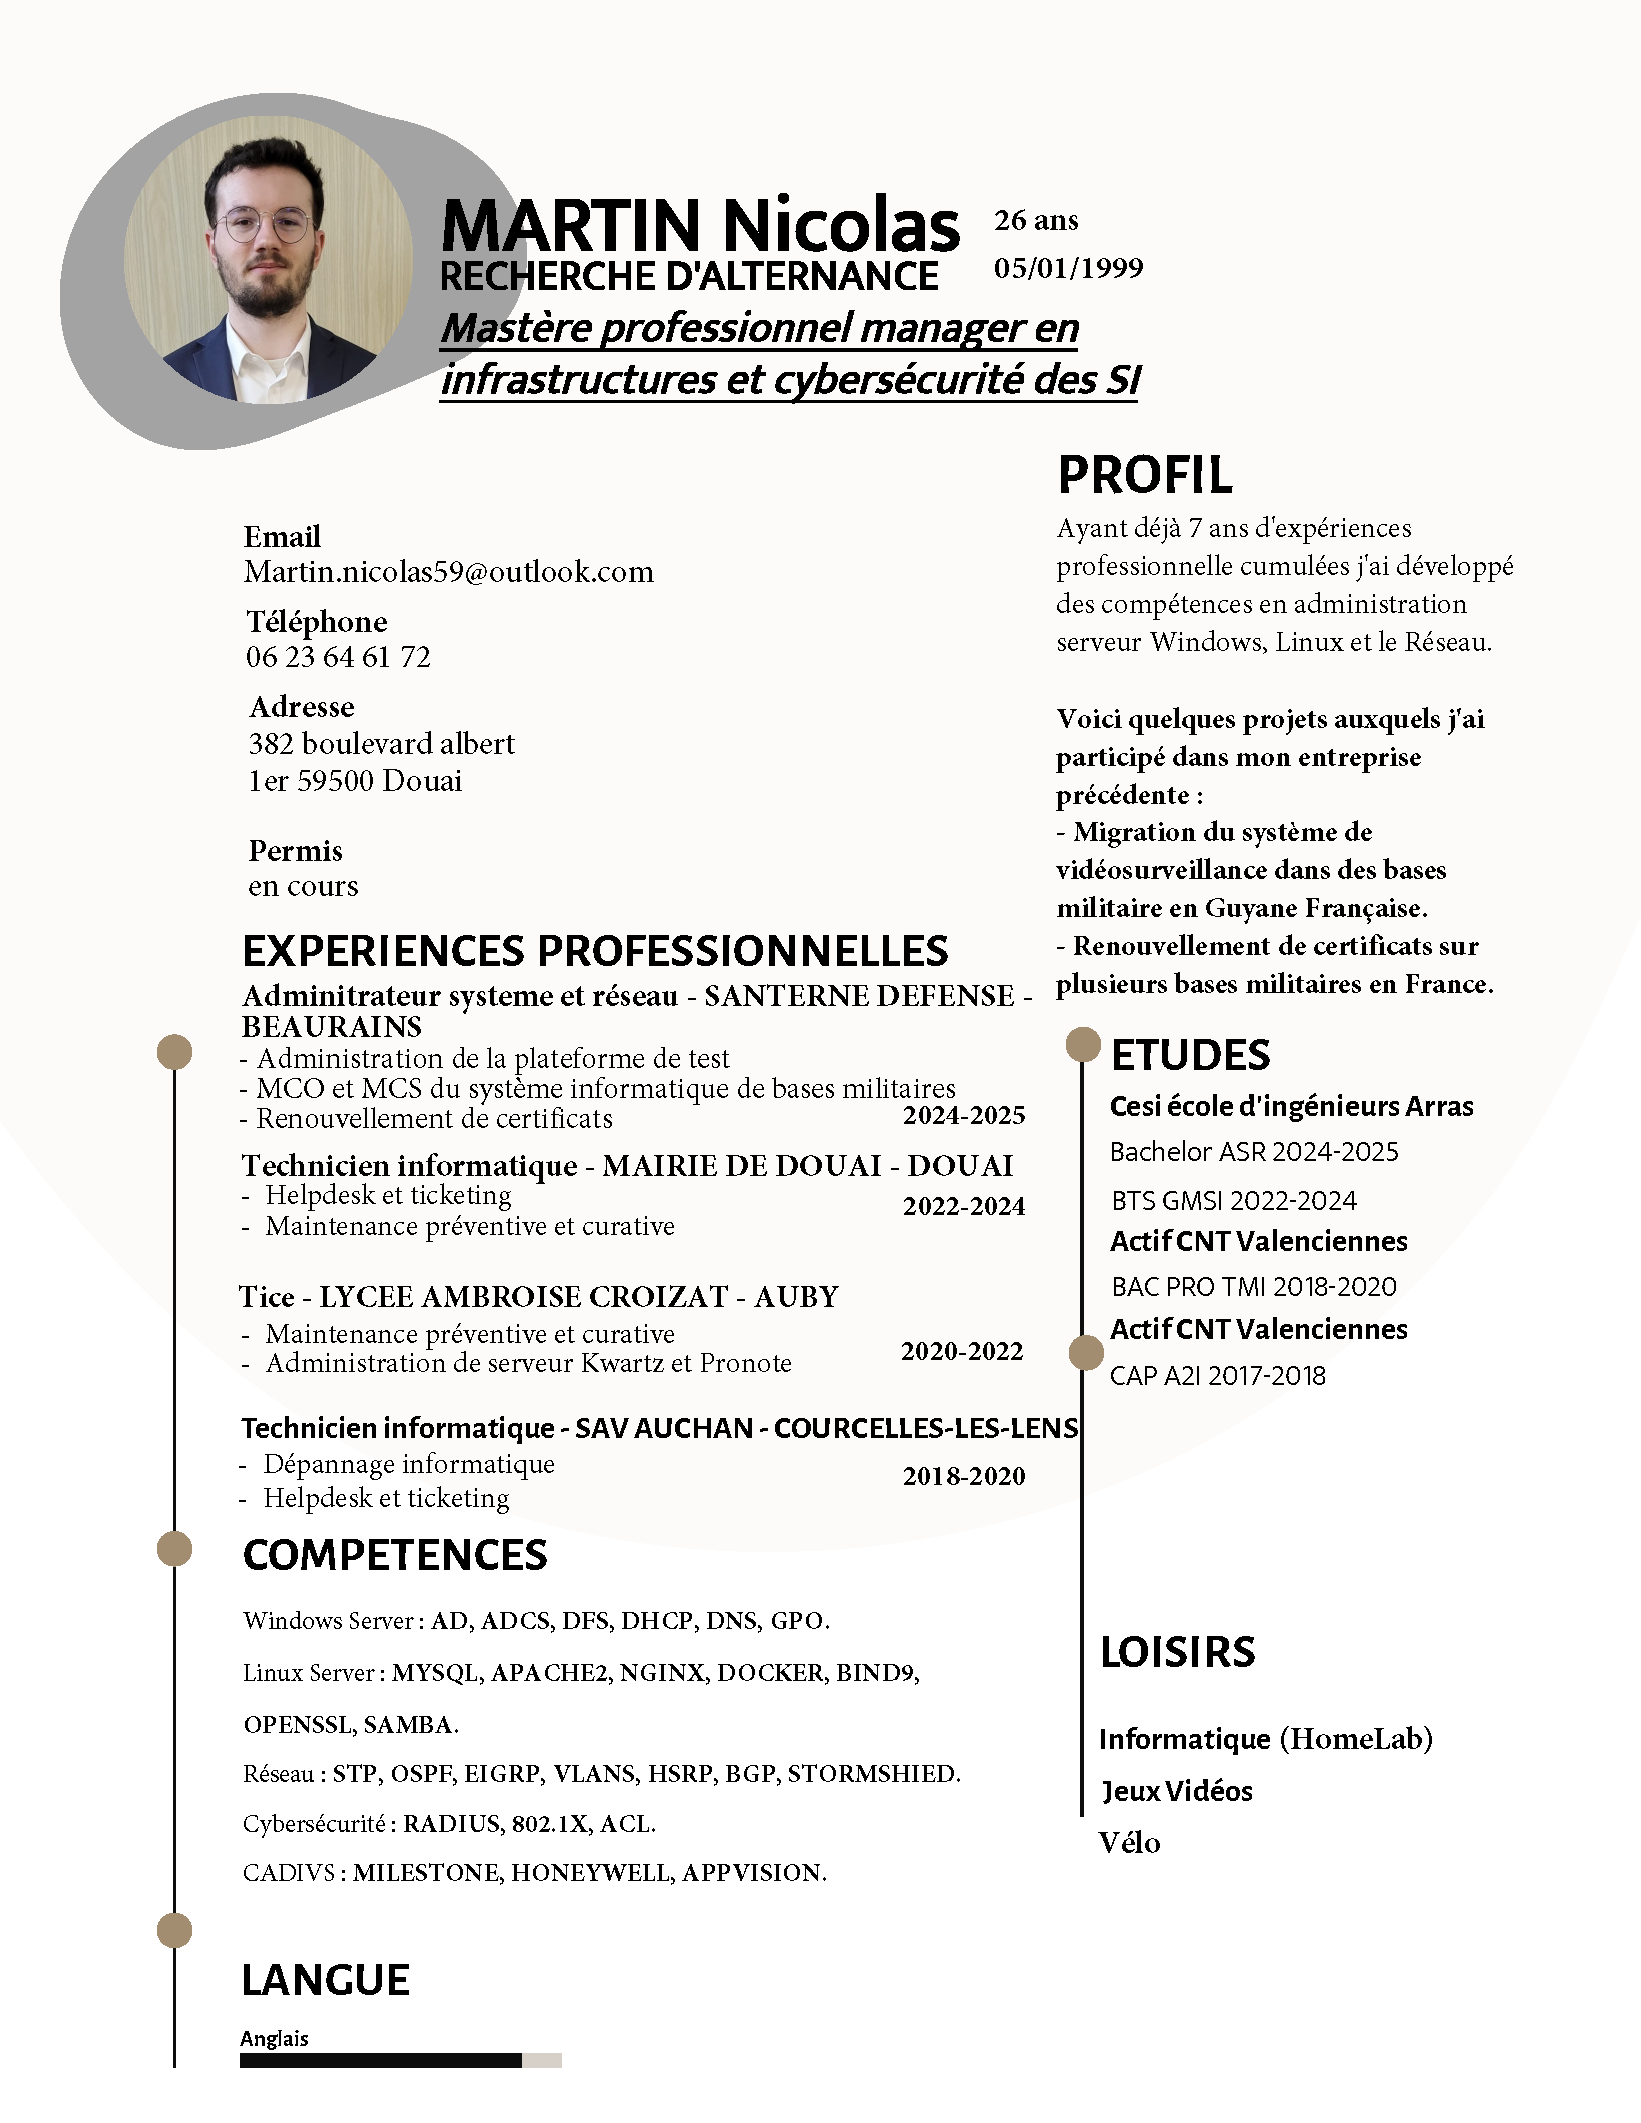 MARTIN Nicolas
26 ans
RECHERCHE D'ALTERNANCE
05/01/1999
Mastère professionnel manager en
infrastructures et cybersécurité des SI
Email
Martin.nicolas59@outlook.com
Téléphone
06 23 64 61 72
Adresse
382 boulevard albert
1er 59500 Douai
Permis
en cours
PROFIL
Ayant déjà 7 ans d'expériences
professionnelle cumulées j'ai développé
des compétences en administration
serveur Windows, Linux et le Réseau.
Voici quelques projets auxquels j'ai
participé dans mon entreprise
précédente :
- Migration du système de
vidéosurveillance dans des bases
militaire en Guyane Française.
- Renouvellement de certificats sur
plusieurs bases militaires en France.
EXPERIENCES PROFESSIONNELLES
Adminitrateur systeme et réseau - SANTERNE DEFENSE -
BEAURAINS
- Administration de la plateforme de test
- MCO et MCS du système informatique de bases militaires
- Renouvellement de certificats
2024-2025
Technicien informatique - MAIRIE DE DOUAI - DOUAI
- Helpdesk et ticketing
2022-2024
- Maintenance préventive et curative
Tice - LYCEE AMBROISE CROIZAT - AUBY
- Maintenance préventive et curative
2020-2022
- Administration de serveur Kwartz et Pronote
Technicien informatique - SAV AUCHAN - COURCELLES-LES-LENS
- Dépannage informatique
2018-2020
- Helpdesk et ticketing
ETUDES
Cesi école d'ingénieurs Arras
Bachelor ASR 2024-2025
BTS GMSI 2022-2024
Actif CNT Valenciennes
BAC PRO TMI 2018-2020
Actif CNT Valenciennes
CAP A2I 2017-2018
COMPETENCES
Windows Server : AD, ADCS, DFS, DHCP, DNS, GPO.
Linux Server : MYSQL, APACHE2, NGINX, DOCKER, BIND9,
OPENSSL, SAMBA.
Réseau : STP, OSPF, EIGRP, VLANS, HSRP, BGP, STORMSHIED.
Cybersécurité : RADIUS, 802.1X, ACL.
CADIVS : MILESTONE, HONEYWELL, APPVISION.
LOISIRS
Informatique (HomeLab)
Jeux Vidéos
Vélo
LANGUE
Anglais